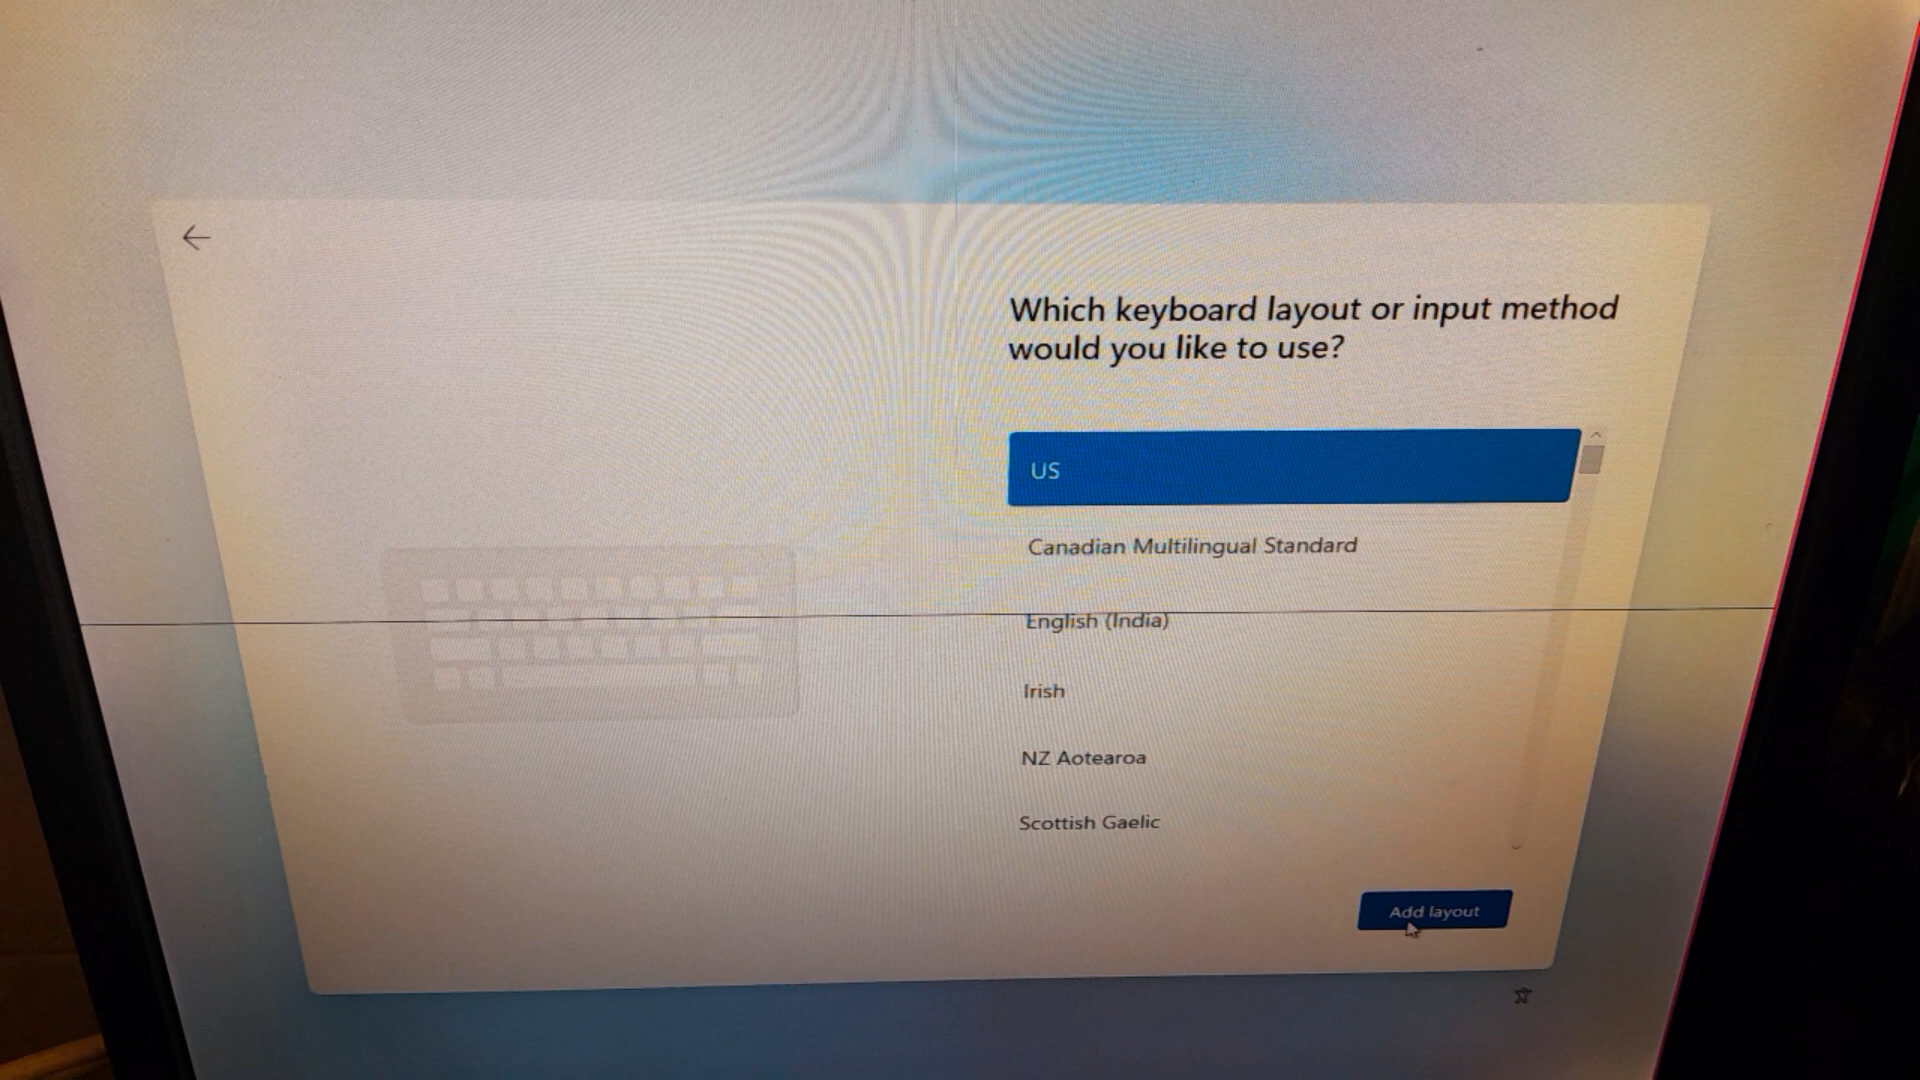 Which keyboard layout or input method
would you like to use?
US
Canadian Multilingual Standard
English (India)
Irish
NZ Aotearoa
Scottish Gaelic
Add layout